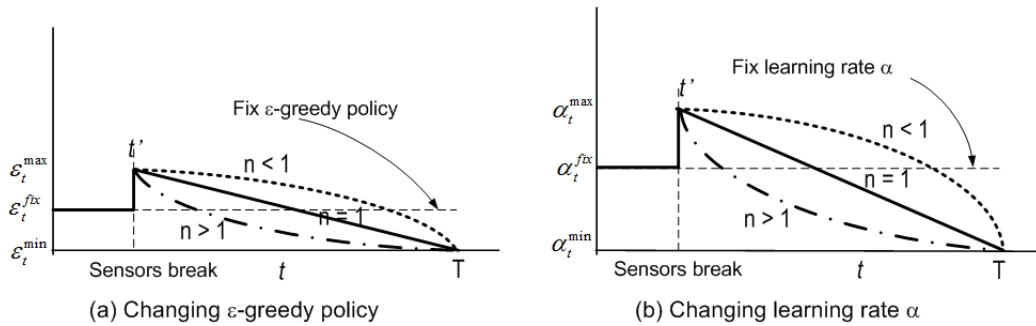 Fix ε-greedy policy
t'
n < 1
ε_t^max
ε_t^fix
n = 1
n > 1
ε_t^min
T
Sensors break
t
(a) Changing ε-greedy policy
Fix learning rate α
t'
α_t^max
n < 1
α_t^fix
n = 1
n > 1
α_t^min
T
Sensors break
t
(b) Changing learning rate α